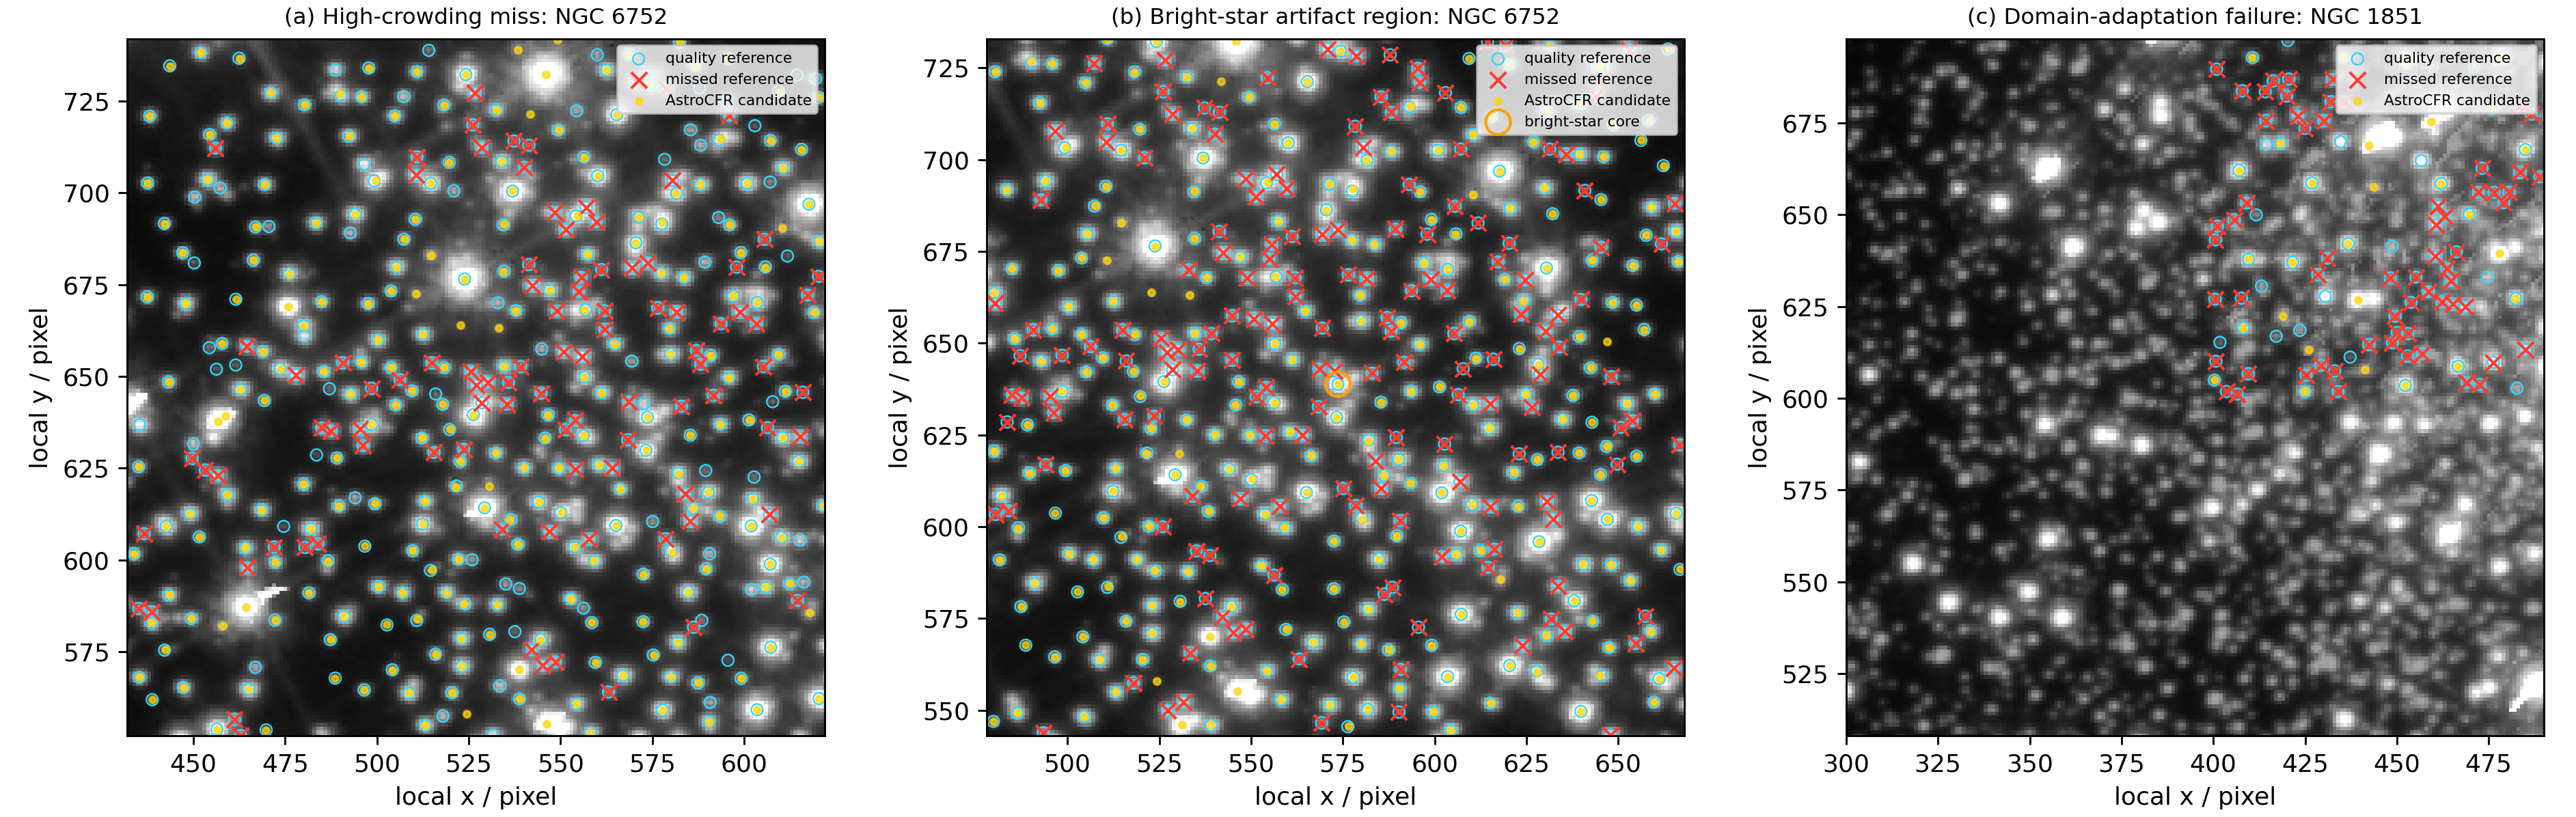 (a) High-crowding miss: NGC 6752
quality reference
missed reference
AstroCFR candidate
725
700
675
650
625
600
575
local y / pixel
450 475 500 525 550 575 600
local x / pixel
(b) Bright-star artifact region: NGC 6752
quality reference
missed reference
AstroCFR candidate
bright-star core
725
700
675
650
625
600
575
550
local y / pixel
500 525 550 575 600 625 650
local x / pixel
(c) Domain-adaptation failure: NGC 1851
quality reference
missed reference
AstroCFR candidate
675
650
625
600
575
550
525
local y / pixel
300 325 350 375 400 425 450 475
local x / pixel